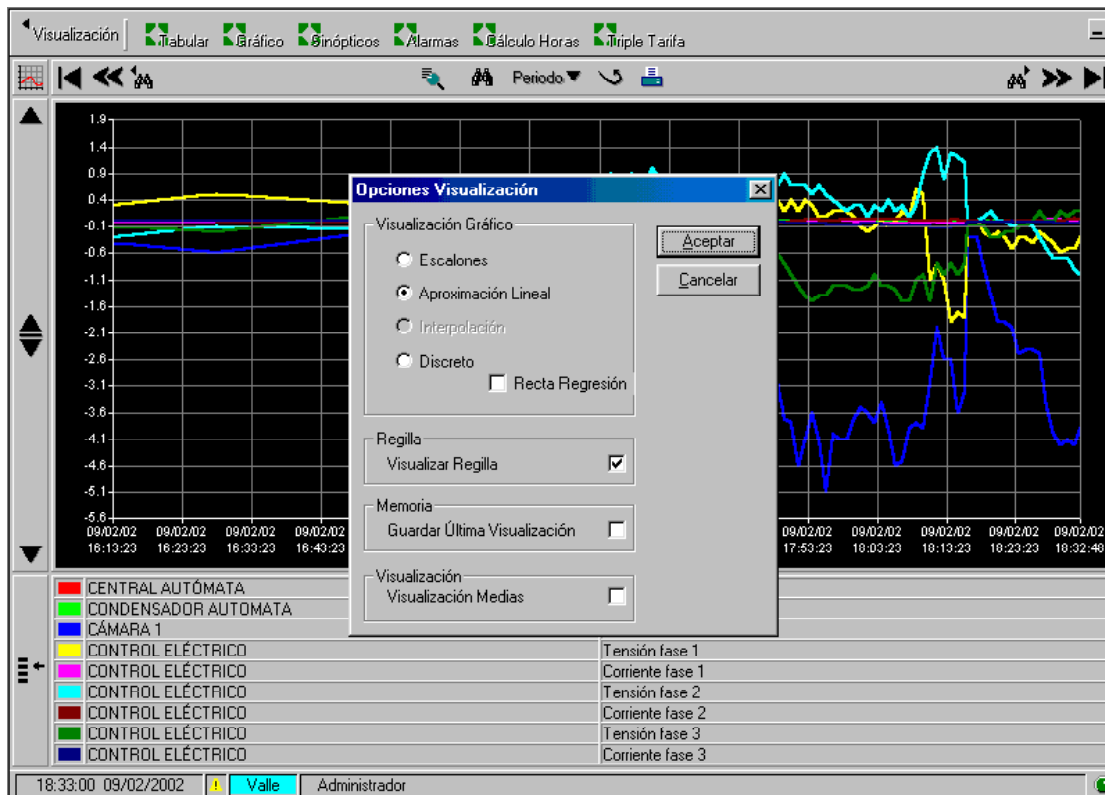 Visualización Tabular Gráfico Sinópticos Alarmas Cálculo Horas Triple Tarifa
Periodo
1.9
1.4
0.9
0.4
-0.1
-0.6
-1.1
-1.6
-2.1
-2.6
-3.1
-3.6
-4.1
-4.6
-5.1
-5.6
Opciones Visualización
Visualización Gráfico
Escalones
Aproximación Lineal
Interpolación
Discreto
Recta Regresión
Aceptar
Cancelar
Regilla
Visualizar Regilla
Memoria
Guardar Última Visualización
Visualización
Visualización Medias
09/02/02 09/02/02 09/02/02 09/02/02 09/02/02 09/02/02 09/02/02 09/02/02 09/02/02
16:13:23 16:23:23 16:33:23 16:43:23 17:53:23 18:03:23 18:13:23 18:23:23 18:32:48
CENTRAL AUTÓMATA
CONDENSADOR AUTOMATA
CÁMARA 1
CONTROL ELÉCTRICO Tensión fase 1
CONTROL ELÉCTRICO Corriente fase 1
CONTROL ELÉCTRICO Tensión fase 2
CONTROL ELÉCTRICO Corriente fase 2
CONTROL ELÉCTRICO Tensión fase 3
CONTROL ELÉCTRICO Corriente fase 3
18:33:00 09/02/2002 Valle Administrador